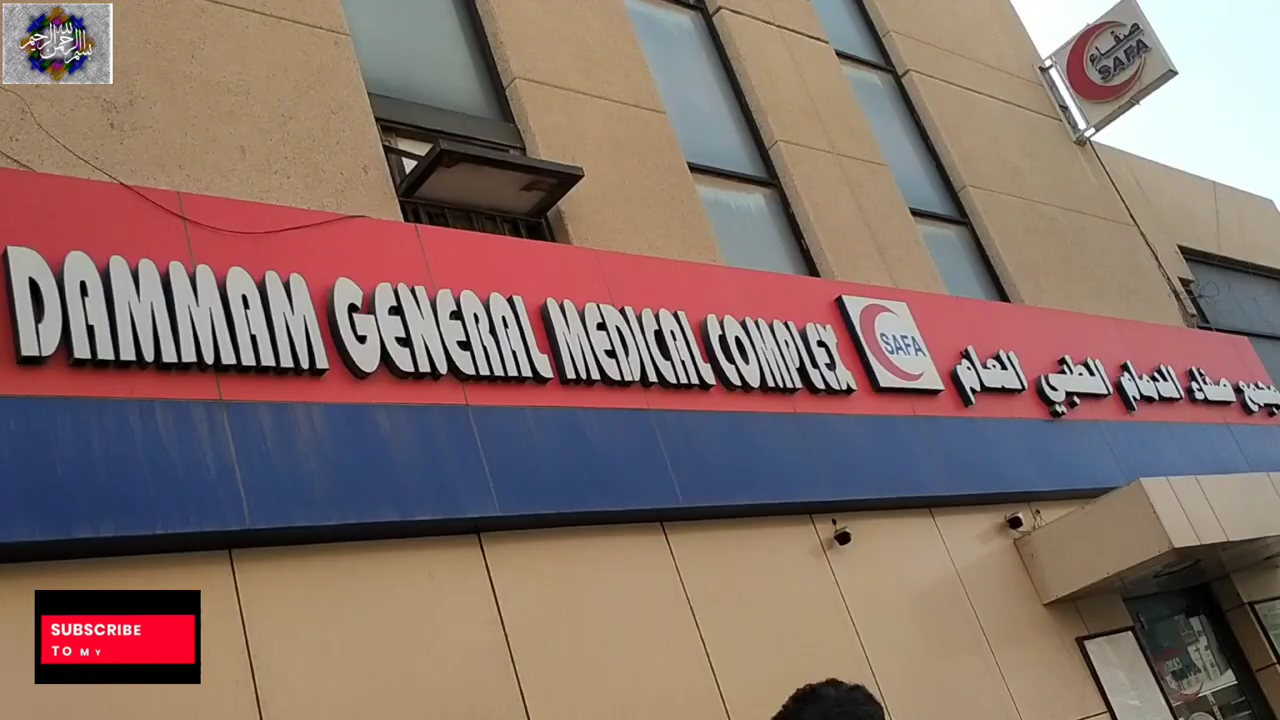 بسم الله الرحمن الرحيم
صفاء
SAFA
DAMMAM GENERAL MEDICAL COMPLEX
SAFA
مجمع صفاء الدمام الطبي العام
SUBSCRIBE
TO MY